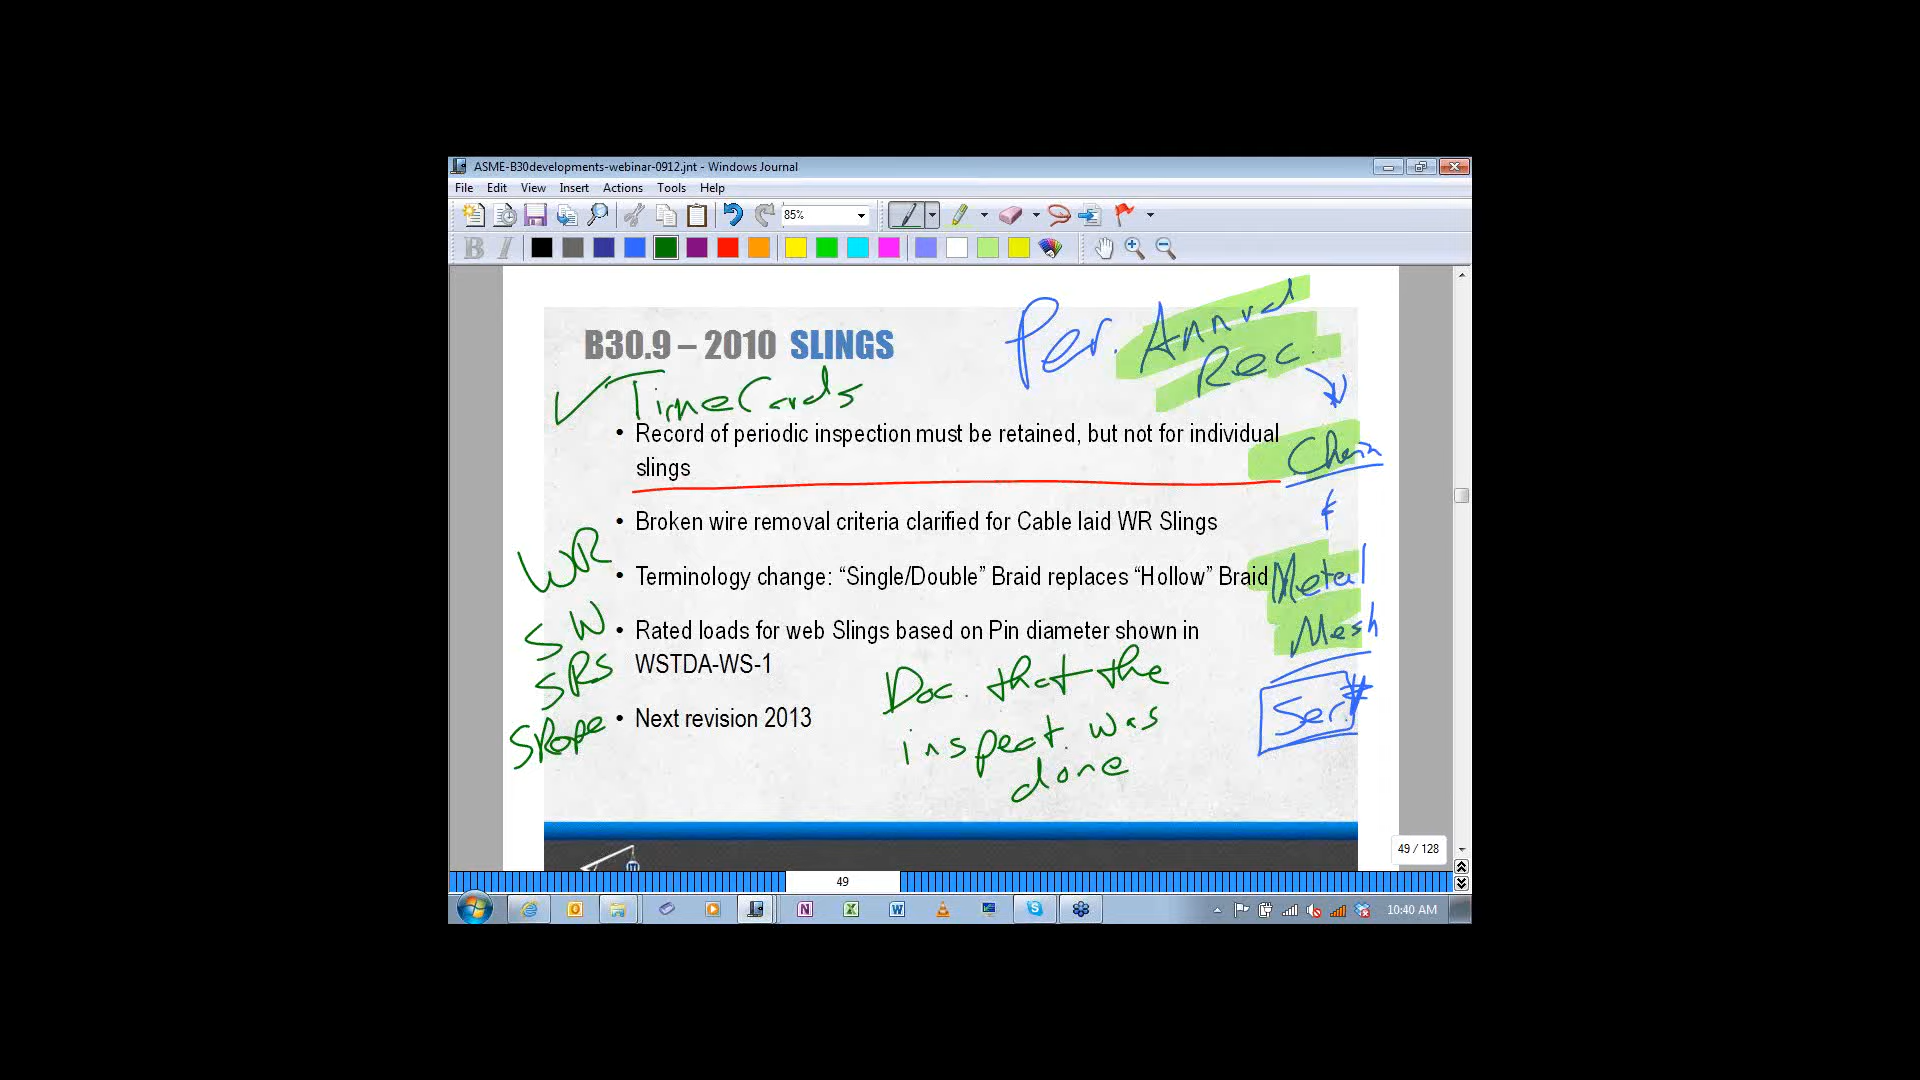 ASME-B30developments-webinar-0912.jnt - Windows Journal
File Edit View Insert Actions Tools Help
85%
B I
Per. Annual
Rec.
B30.9 – 2010 SLINGS
Time Cards
• Record of periodic inspection must be retained, but not for individual
slings
Chain
• Broken wire removal criteria clarified for Cable laid WR Slings
WR
• Terminology change: “Single/Double” Braid replaces “Hollow” Braid
Metal
Mesh
SW
• Rated loads for web Slings based on Pin diameter shown in
WSTDA-WS-1
SRS
Doc. that the
inspect. was
done
Ser. #
SRope
• Next revision 2013
49 / 128
49
10:40 AM